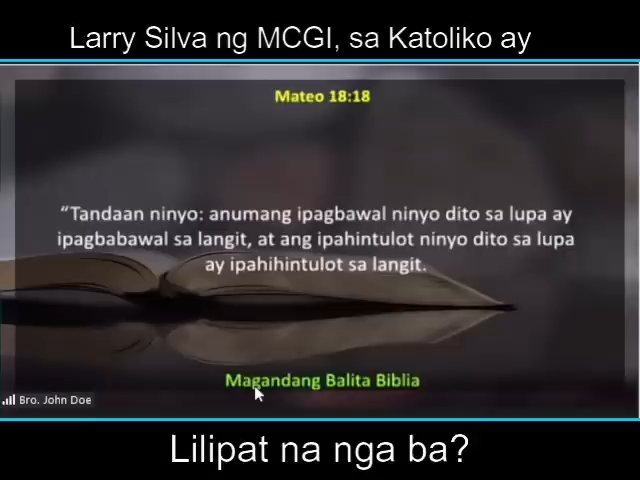 Larry Silva ng MCGI, sa Katoliko ay
Mateo 18:18
“Tandaan ninyo: anumang ipagbawal ninyo dito sa lupa ay
ipagbabawal sa langit, at ang ipahintulot ninyo dito sa lupa
ay ipahihintulot sa langit.
Magandang Balita Biblia
Bro. John Doe
Lilipat na nga ba?